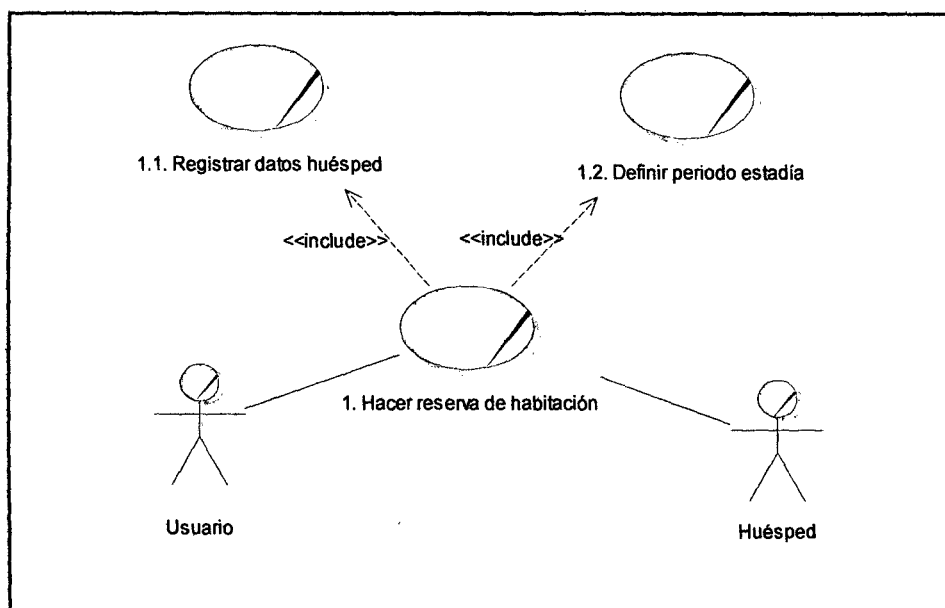 1.1. Registrar datos huésped
1.2. Definir periodo estadía
<<include>>
<<include>>
1. Hacer reserva de habitación
Usuario
Huésped